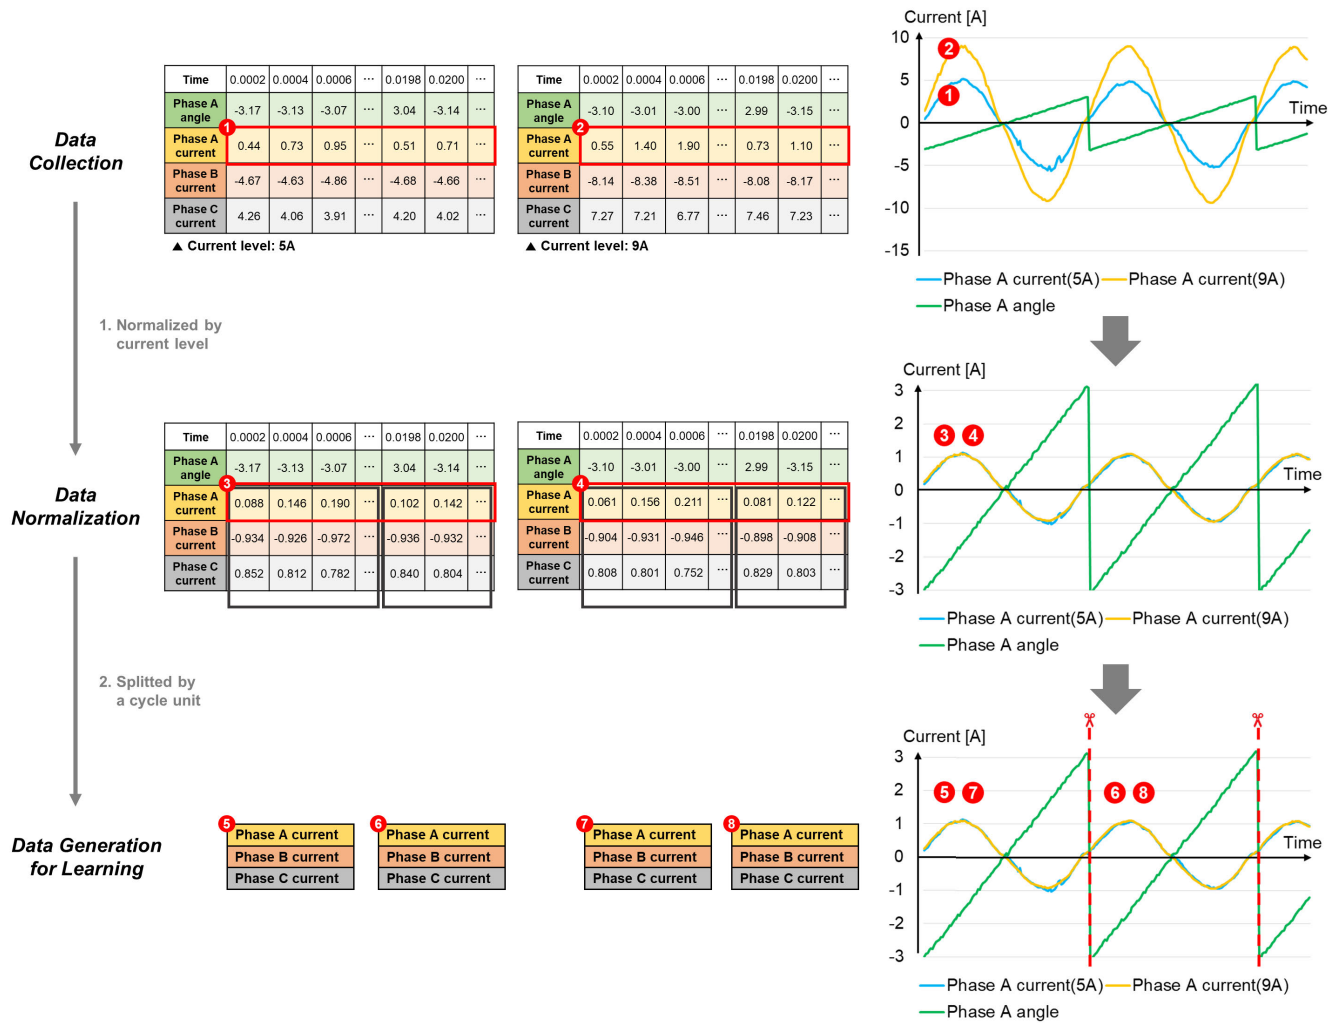 Data
Collection
Time 0.0002 0.0004 0.0006 ··· 0.0198 0.0200 ···
Phase A
angle -3.17 -3.13 -3.07 ··· 3.04 -3.14 ···
1
Phase A
current 0.44 0.73 0.95 ··· 0.51 0.71 ···
Phase B
current -4.67 -4.63 -4.86 ··· -4.68 -4.66 ···
Phase C
current 4.26 4.06 3.91 ··· 4.20 4.02 ···
▲ Current level: 5A
Time 0.0002 0.0004 0.0006 ··· 0.0198 0.0200 ···
Phase A
angle -3.10 -3.01 -3.00 ··· 2.99 -3.15 ···
2
Phase A
current 0.55 1.40 1.90 ··· 0.73 1.10 ···
Phase B
current -8.14 -8.38 -8.51 ··· -8.08 -8.17 ···
Phase C
current 7.27 7.21 6.77 ··· 7.46 7.23 ···
▲ Current level: 9A
Current [A]
10
5
0
-5
-10
-15
2
1
Time
Phase A current(5A) Phase A current(9A)
Phase A angle
1. Normalized by
current level
Data
Normalization
Time 0.0002 0.0004 0.0006 ··· 0.0198 0.0200 ···
Phase A
angle -3.17 -3.13 -3.07 ··· 3.04 -3.14 ···
3
Phase A
current 0.088 0.146 0.190 ··· 0.102 0.142 ···
Phase B
current -0.934 -0.926 -0.972 ··· -0.936 -0.932 ···
Phase C
current 0.852 0.812 0.782 ··· 0.840 0.804 ···
Time 0.0002 0.0004 0.0006 ··· 0.0198 0.0200 ···
Phase A
angle -3.10 -3.01 -3.00 ··· 2.99 -3.15 ···
4
Phase A
current 0.061 0.156 0.211 ··· 0.081 0.122 ···
Phase B
current -0.904 -0.931 -0.946 ··· -0.898 -0.908 ···
Phase C
current 0.808 0.801 0.752 ··· 0.829 0.803 ···
Current [A]
3
2
1
0
-1
-2
-3
3 4
Time
Phase A current(5A) Phase A current(9A)
Phase A angle
2. Splitted by
a cycle unit
Data Generation
for Learning
5
Phase A current
Phase B current
Phase C current
6
Phase A current
Phase B current
Phase C current
7
Phase A current
Phase B current
Phase C current
8
Phase A current
Phase B current
Phase C current
Current [A]
3
2
1
0
-1
-2
-3
5 7
6 8
Time
Phase A current(5A) Phase A current(9A)
Phase A angle